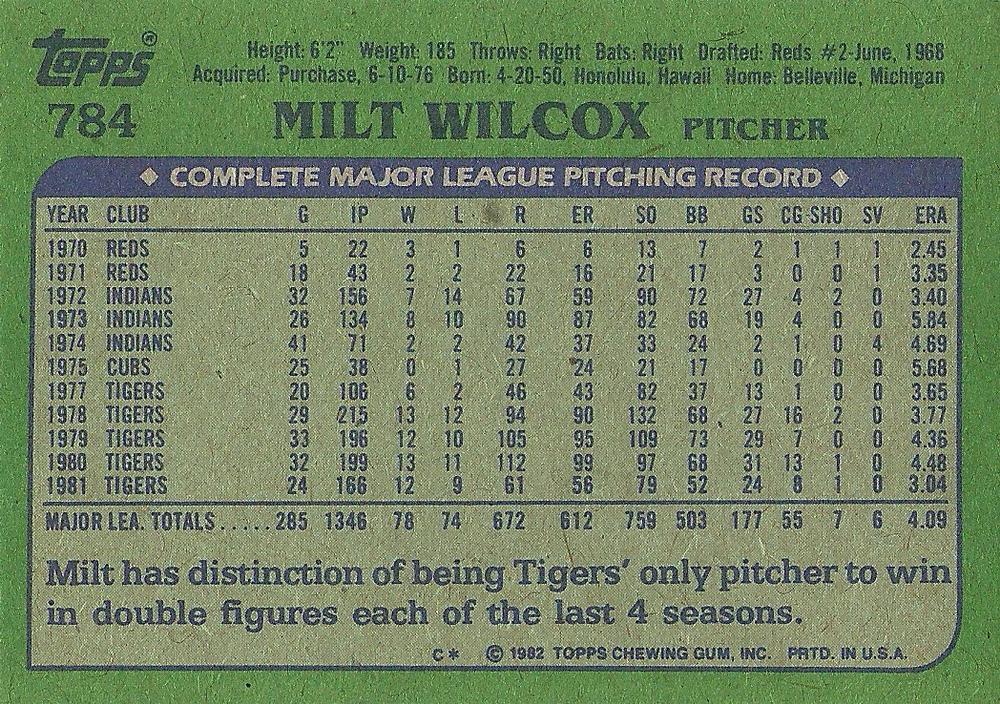 Topps®
Height: 6'2" Weight: 185 Throws: Right Bats: Right Drafted: Reds #2-June, 1968
Acquired: Purchase, 6-10-76 Born: 4-20-50, Honolulu, Hawaii Home: Belleville, Michigan
784 MILT WILCOX PITCHER
◆ COMPLETE MAJOR LEAGUE PITCHING RECORD ◆
YEAR CLUB G IP W L R ER SO BB GS CG SHO SV ERA
1970 REDS 5 22 3 1 6 6 13 7 2 1 1 1 2.45
1971 REDS 18 43 2 2 22 16 21 17 3 0 0 1 3.35
1972 INDIANS 32 156 7 14 67 59 90 72 27 4 2 0 3.40
1973 INDIANS 26 134 8 10 90 87 82 68 19 4 0 0 5.84
1974 INDIANS 41 71 2 2 42 37 33 24 2 1 0 4 4.69
1975 CUBS 25 38 0 1 27 24 21 17 0 0 0 0 5.68
1977 TIGERS 20 106 6 2 46 43 82 37 13 1 0 0 3.65
1978 TIGERS 29 215 13 12 94 90 132 68 27 16 2 0 3.77
1979 TIGERS 33 196 12 10 105 95 109 73 29 7 0 0 4.36
1980 TIGERS 32 199 13 11 112 99 97 68 31 13 1 0 4.48
1981 TIGERS 24 166 12 9 61 56 79 52 24 8 1 0 3.04
MAJOR LEA. TOTALS ..... 285 1346 78 74 672 612 759 503 177 55 7 6 4.09
Milt has distinction of being Tigers' only pitcher to win
in double figures each of the last 4 seasons.
C* © 1982 TOPPS CHEWING GUM, INC. PRTD. IN U.S.A.